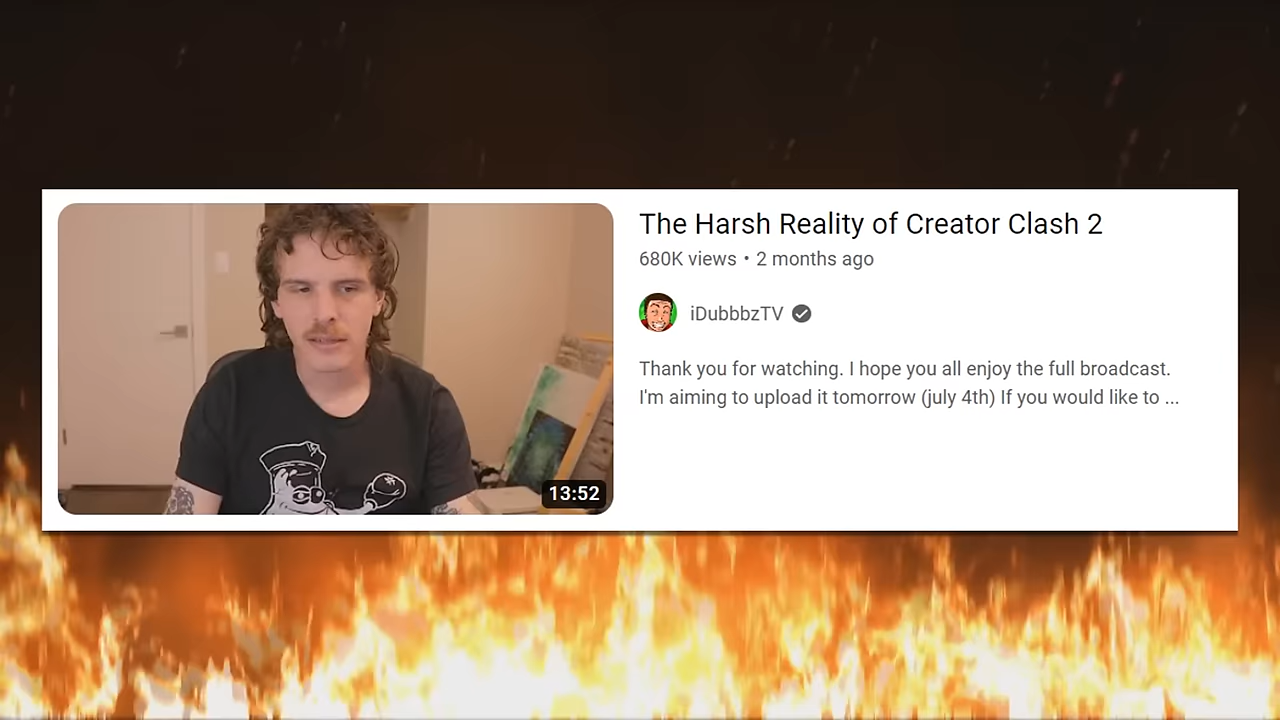 The Harsh Reality of Creator Clash 2
680K views • 2 months ago
iDubbbzTV
Thank you for watching. I hope you all enjoy the full broadcast.
I'm aiming to upload it tomorrow (july 4th) If you would like to ...
13:52